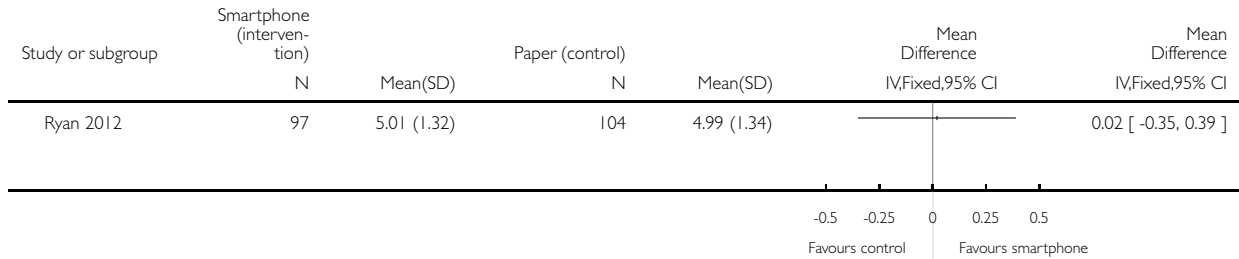 Smartphone
(interven-
Study or subgroup tion) Paper (control) Mean Difference Mean Difference
N Mean(SD) N Mean(SD) IV,Fixed,95% CI IV,Fixed,95% CI
Ryan 2012 97 5.01 (1.32) 104 4.99 (1.34) 0.02 [ -0.35, 0.39 ]
-0.5 -0.25 0 0.25 0.5
Favours control Favours smartphone